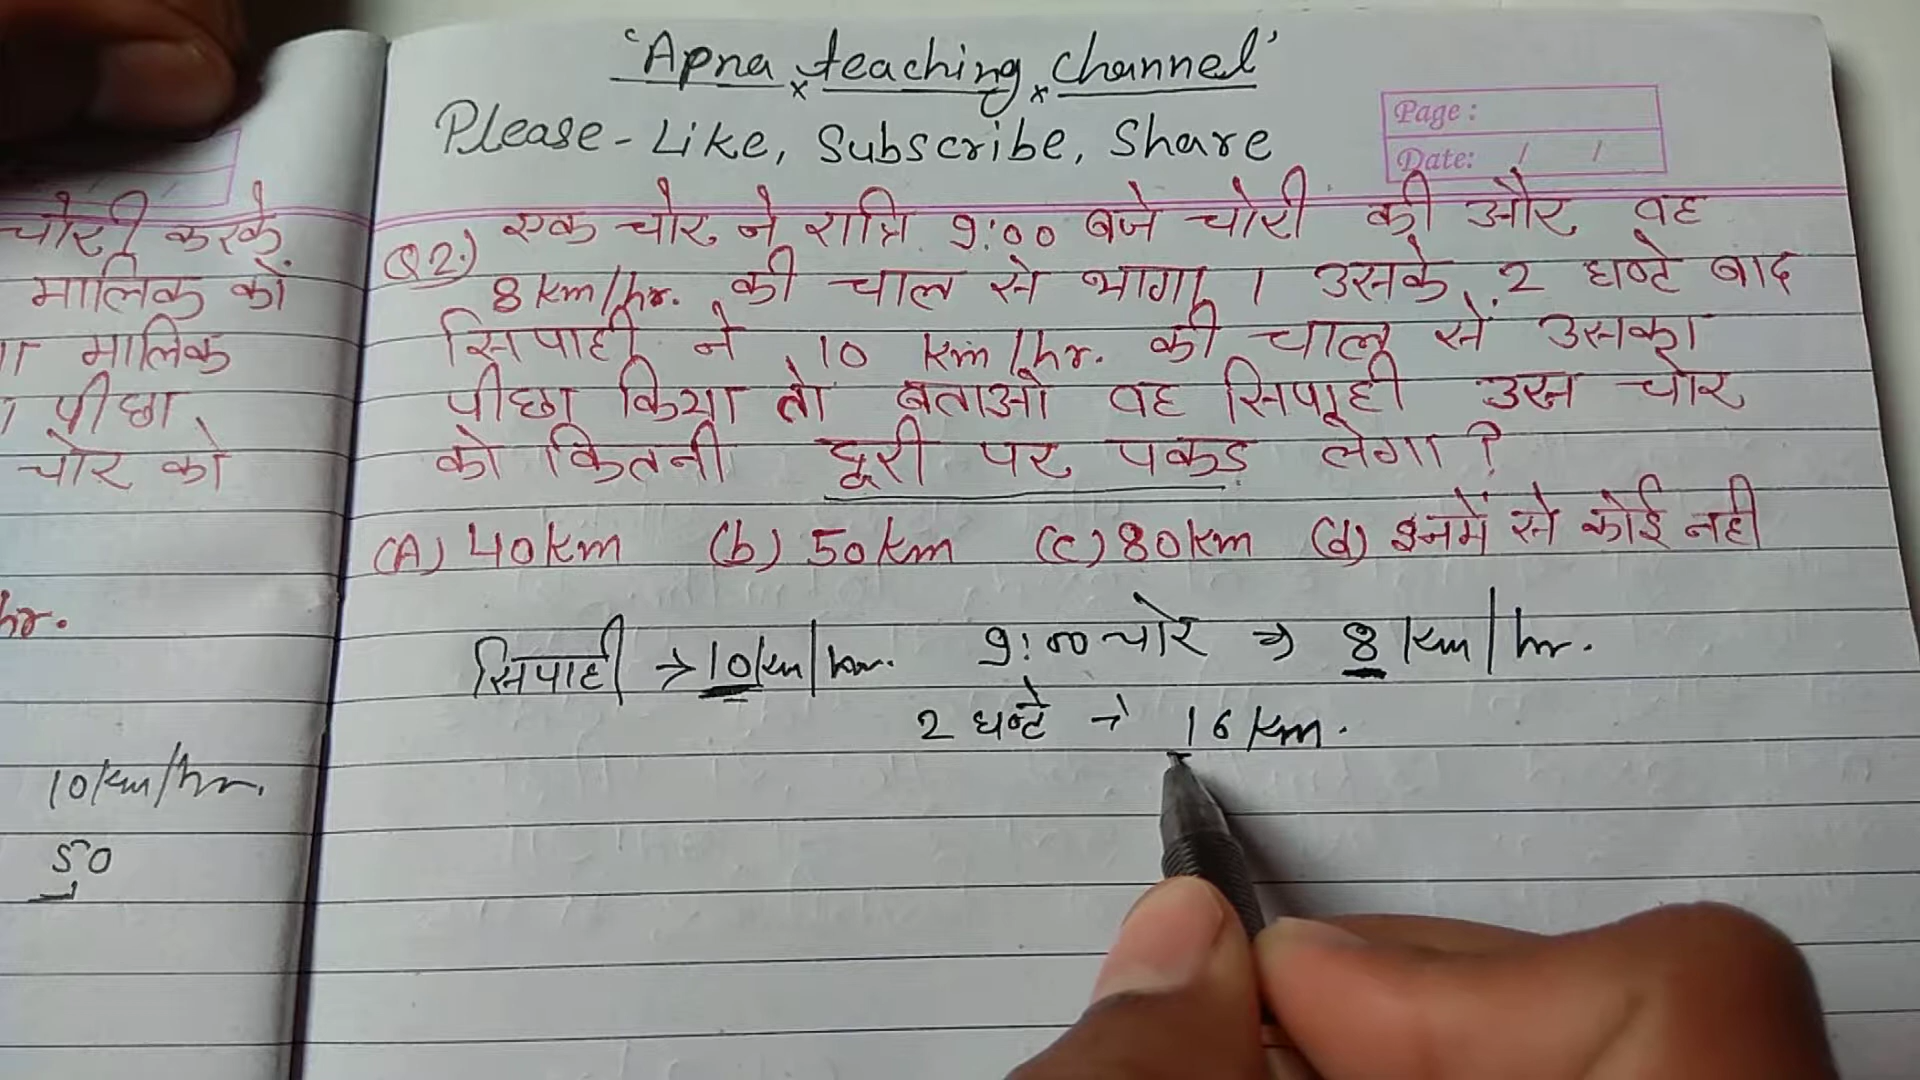 चोरी करके
मालिक को
मालिक
पीछा
चोर को
hr.
10km/hr.
50
'Apna teaching channel'
Please - Like, Subscribe, Share
Page :
Date: / /
Q2.) एक चोर ने रात्रि 9:00 बजे चोरी की और वह
8km/hr. की चाल से भागा । उसके 2 घण्टे बाद
सिपाही ने 10 km/hr. की चाल से उसका
पीछा किया तो बताओ वह सिपाही उस चोर
को कितनी दूरी पर पकड लेगा ?
(A) 40km (b) 50km (c) 80km (d) इनमें से कोई नही
सिपाही → 10km/hr. 9:00 चोर ⇒ 8 km/hr.
2 घण्टे → 16 km.